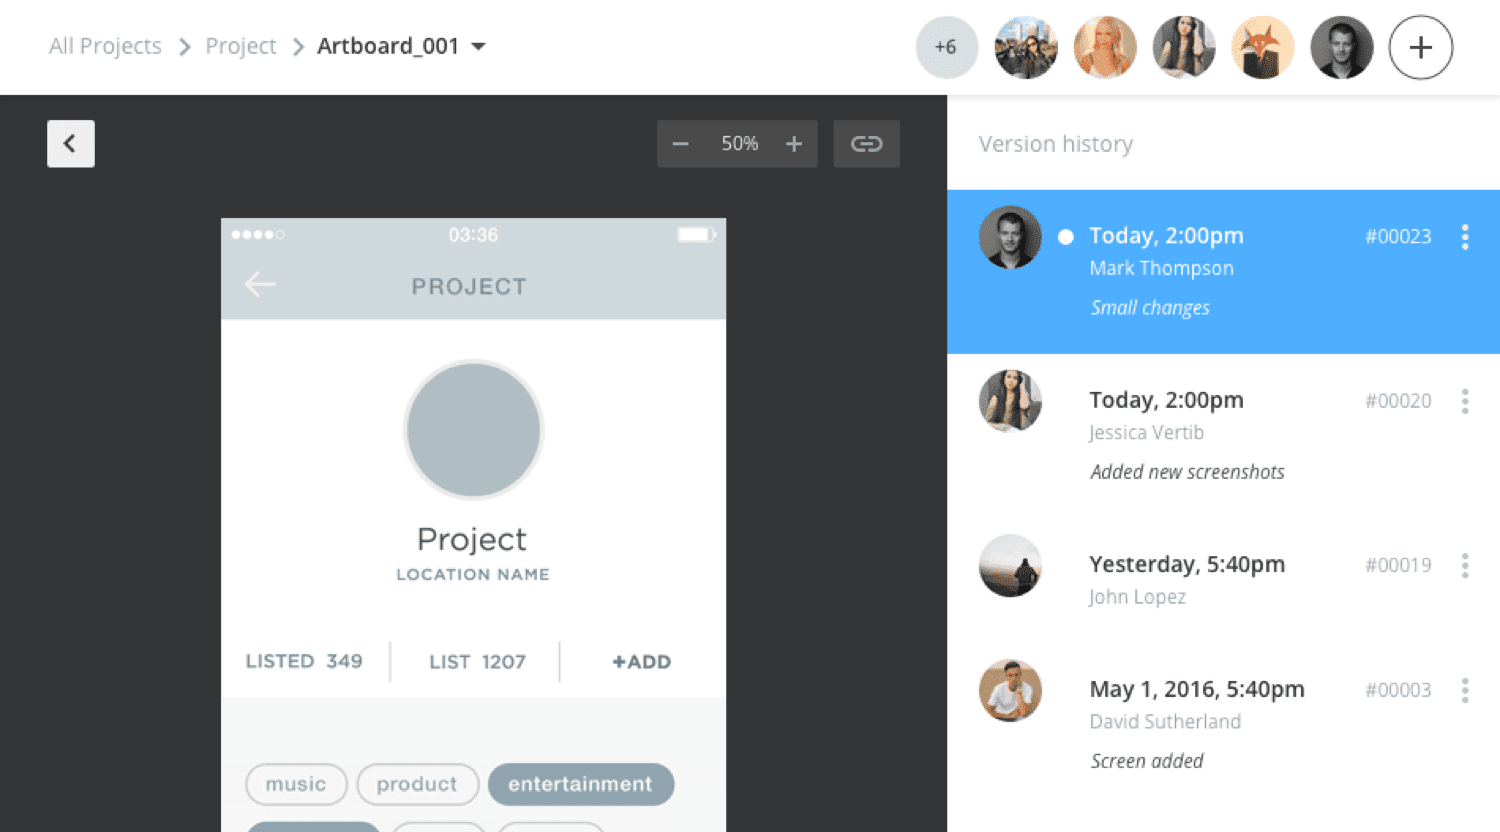 All Projects Project Artboard_001
+6
50%
Version history
03:36
PROJECT
Project
LOCATION NAME
LISTED 349 LIST 1207 +ADD
music product entertainment
Today, 2:00pm #00023
Mark Thompson
Small changes
Today, 2:00pm #00020
Jessica Vertib
Added new screenshots
Yesterday, 5:40pm #00019
John Lopez
May 1, 2016, 5:40pm #00003
David Sutherland
Screen added